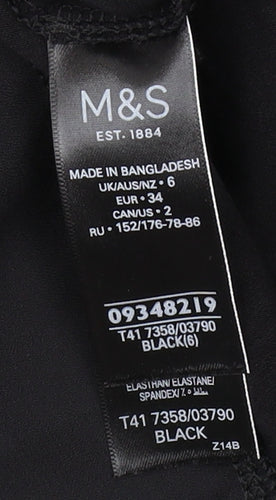 M&S
EST. 1884
MADE IN BANGLADESH
UK/AUS/NZ • 6
EUR • 34
CAN/US • 2
RU • 152/176-78-86
09348219
T41 7358/03790
BLACK(6)
ELASTHAN/ELASTANE/
SPANDEX/
T41 7358/03790
BLACK
Z14B